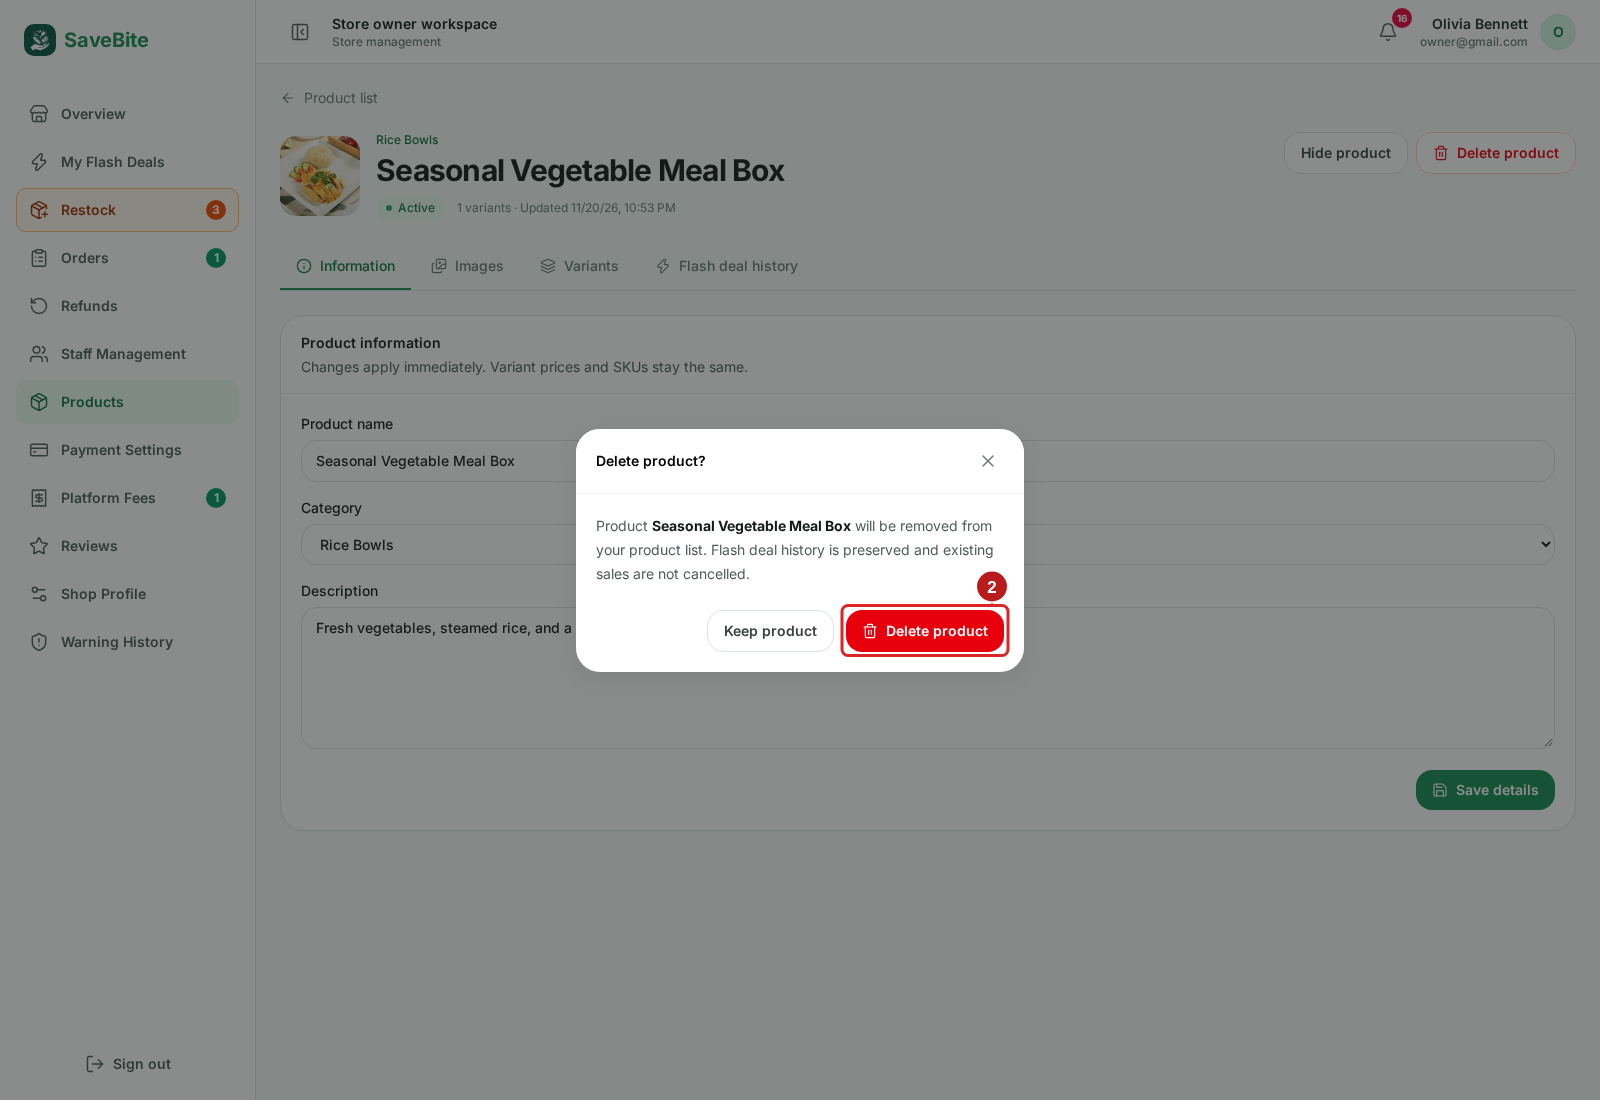 SaveBite
Overview
My Flash Deals
Restock 3
Orders 1
Refunds
Staff Management
Products
Payment Settings
Platform Fees 1
Reviews
Shop Profile
Warning History
Sign out
Store owner workspace
Store management
16
Olivia Bennett
owner@gmail.com
O
Product list
Rice Bowls
Seasonal Vegetable Meal Box
Active
1 variants · Updated 11/20/26, 10:53 PM
Hide product
Delete product
Information
Images
Variants
Flash deal history
Product information
Changes apply immediately. Variant prices and SKUs stay the same.
Product name
Seasonal Vegetable Meal Box
Category
Rice Bowls
Description
Fresh vegetables, steamed rice, and a
Save details
Delete product?
Product Seasonal Vegetable Meal Box will be removed from
your product list. Flash deal history is preserved and existing
sales are not cancelled.
2
Keep product
Delete product